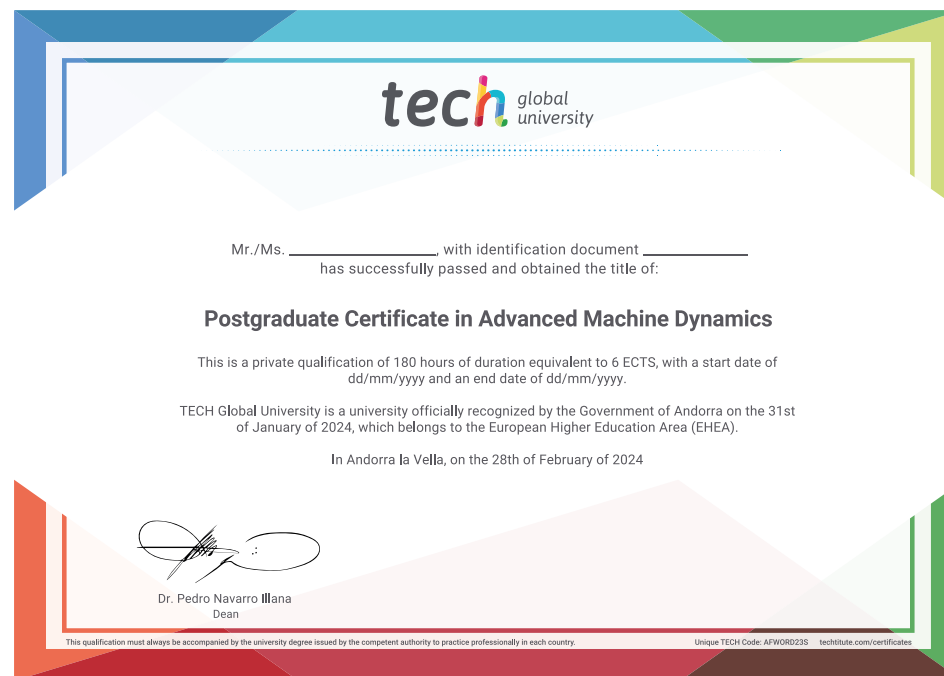 tech global university
Mr./Ms. _________________, with identification document ____________
has successfully passed and obtained the title of:
Postgraduate Certificate in Advanced Machine Dynamics
This is a private qualification of 180 hours of duration equivalent to 6 ECTS, with a start date of
dd/mm/yyyy and an end date of dd/mm/yyyy.
TECH Global University is a university officially recognized by the Government of Andorra on the 31st
of January of 2024, which belongs to the European Higher Education Area (EHEA).
In Andorra la Vella, on the 28th of February of 2024
Dr. Pedro Navarro Illana
Dean
This qualification must always be accompanied by the university degree issued by the competent authority to practice professionally in each country. Unique TECH Code: AFWORD23S techtitute.com/certificates